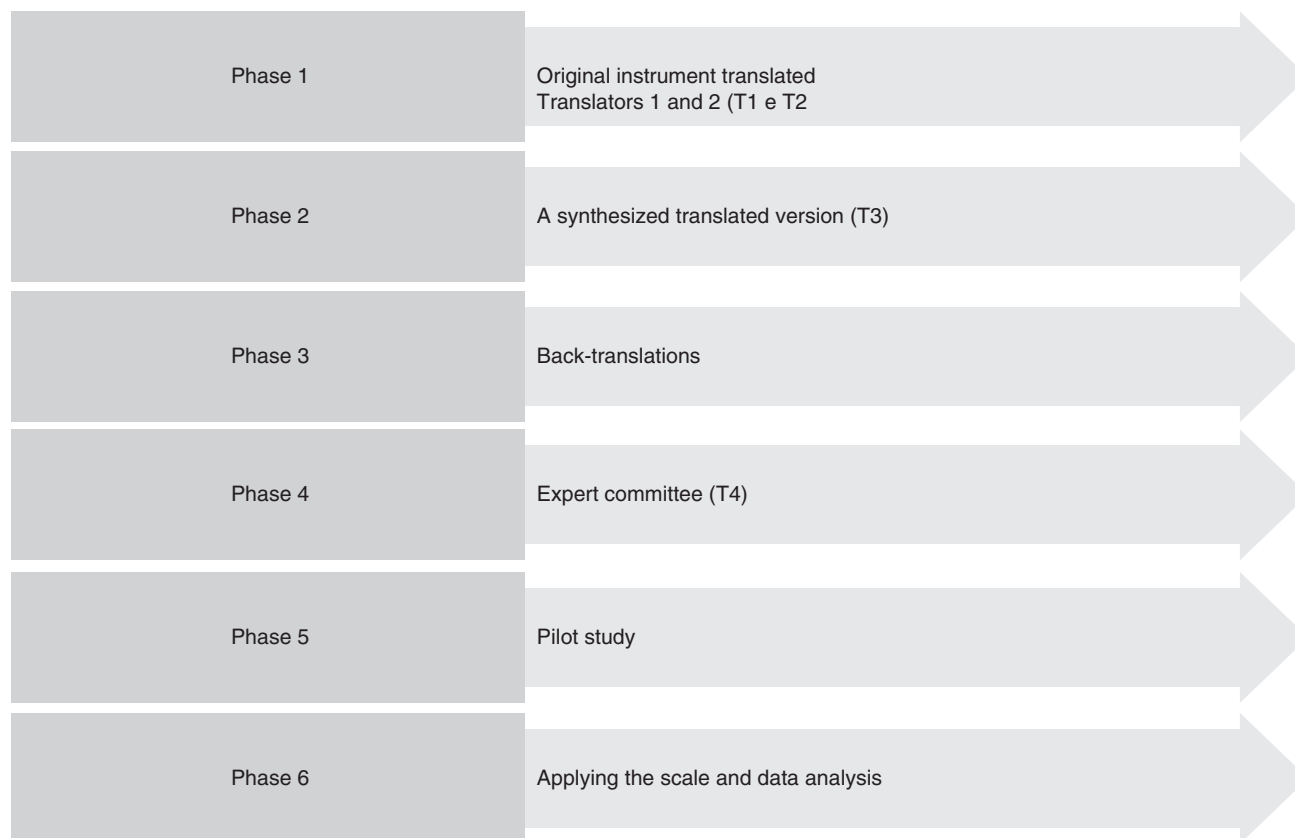 Phase 1
Original instrument translated
Translators 1 and 2 (T1 e T2
Phase 2
A synthesized translated version (T3)
Phase 3
Back-translations
Phase 4
Expert committee (T4)
Phase 5
Pilot study
Phase 6
Applying the scale and data analysis